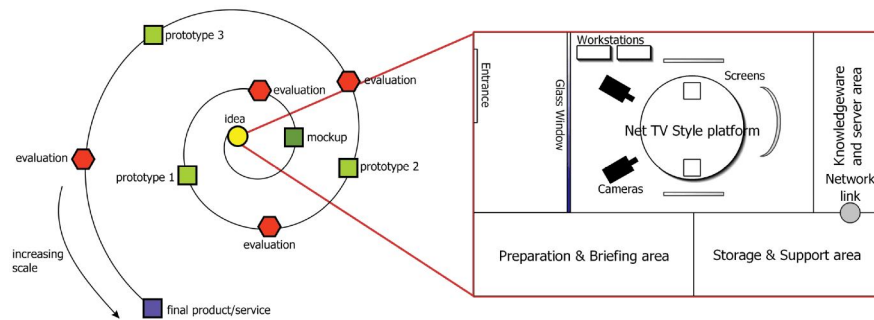 prototype 3
evaluation
evaluation
idea
mockup
evaluation
prototype 1
prototype 2
evaluation
increasing
scale
final product/service
Workstations
Entrance
Glass Window
Screens
Net TV Style platform
Cameras
Knowledgeware
and server area
Network
link
Preparation & Briefing area
Storage & Support area